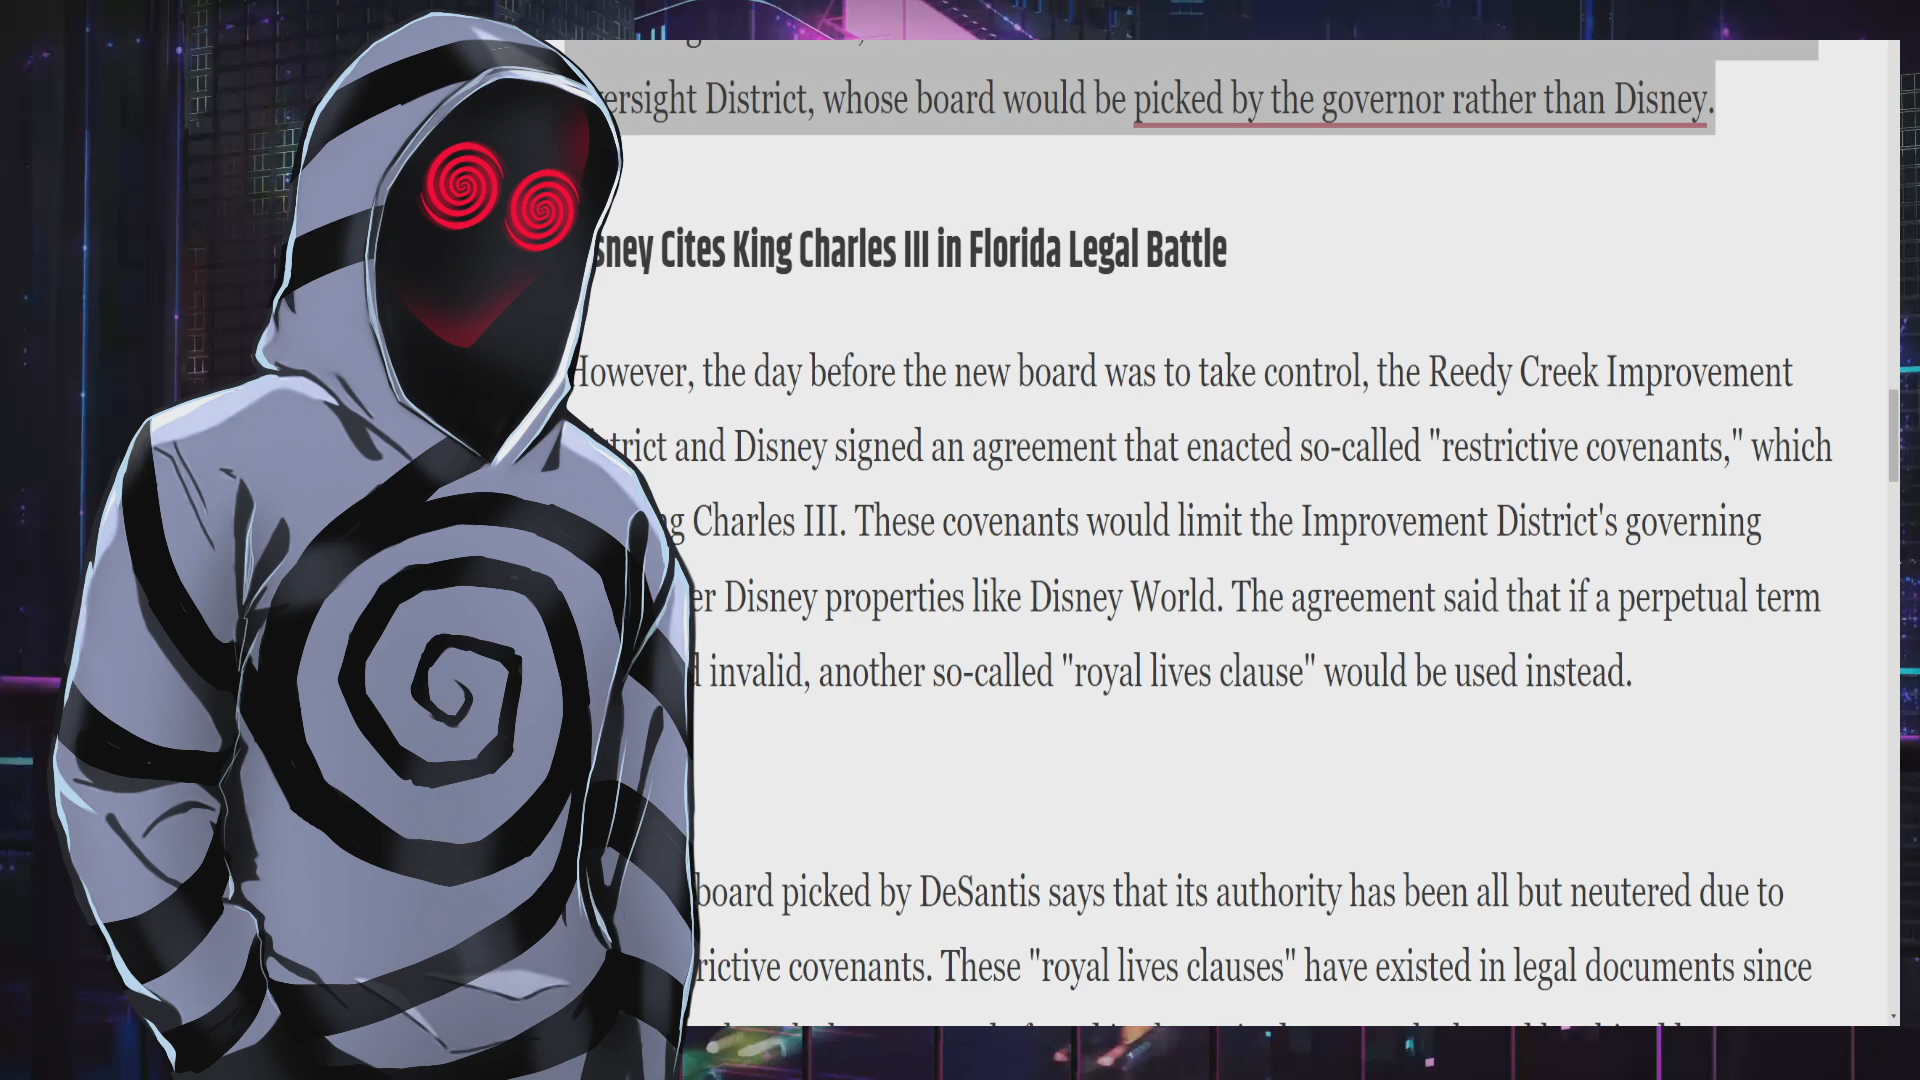 District, whose board would be picked by the governor rather than Disney.
Cites King Charles III in Florida Legal Battle
However, the day before the new board was to take control, the Reedy Creek Improvement
and Disney signed an agreement that enacted so-called "restrictive covenants," which
Charles III. These covenants would limit the Improvement District's governing
Disney properties like Disney World. The agreement said that if a perpetual term
invalid, another so-called "royal lives clause" would be used instead.
board picked by DeSantis says that its authority has been all but neutered due to
covenants. These "royal lives clauses" have existed in legal documents since